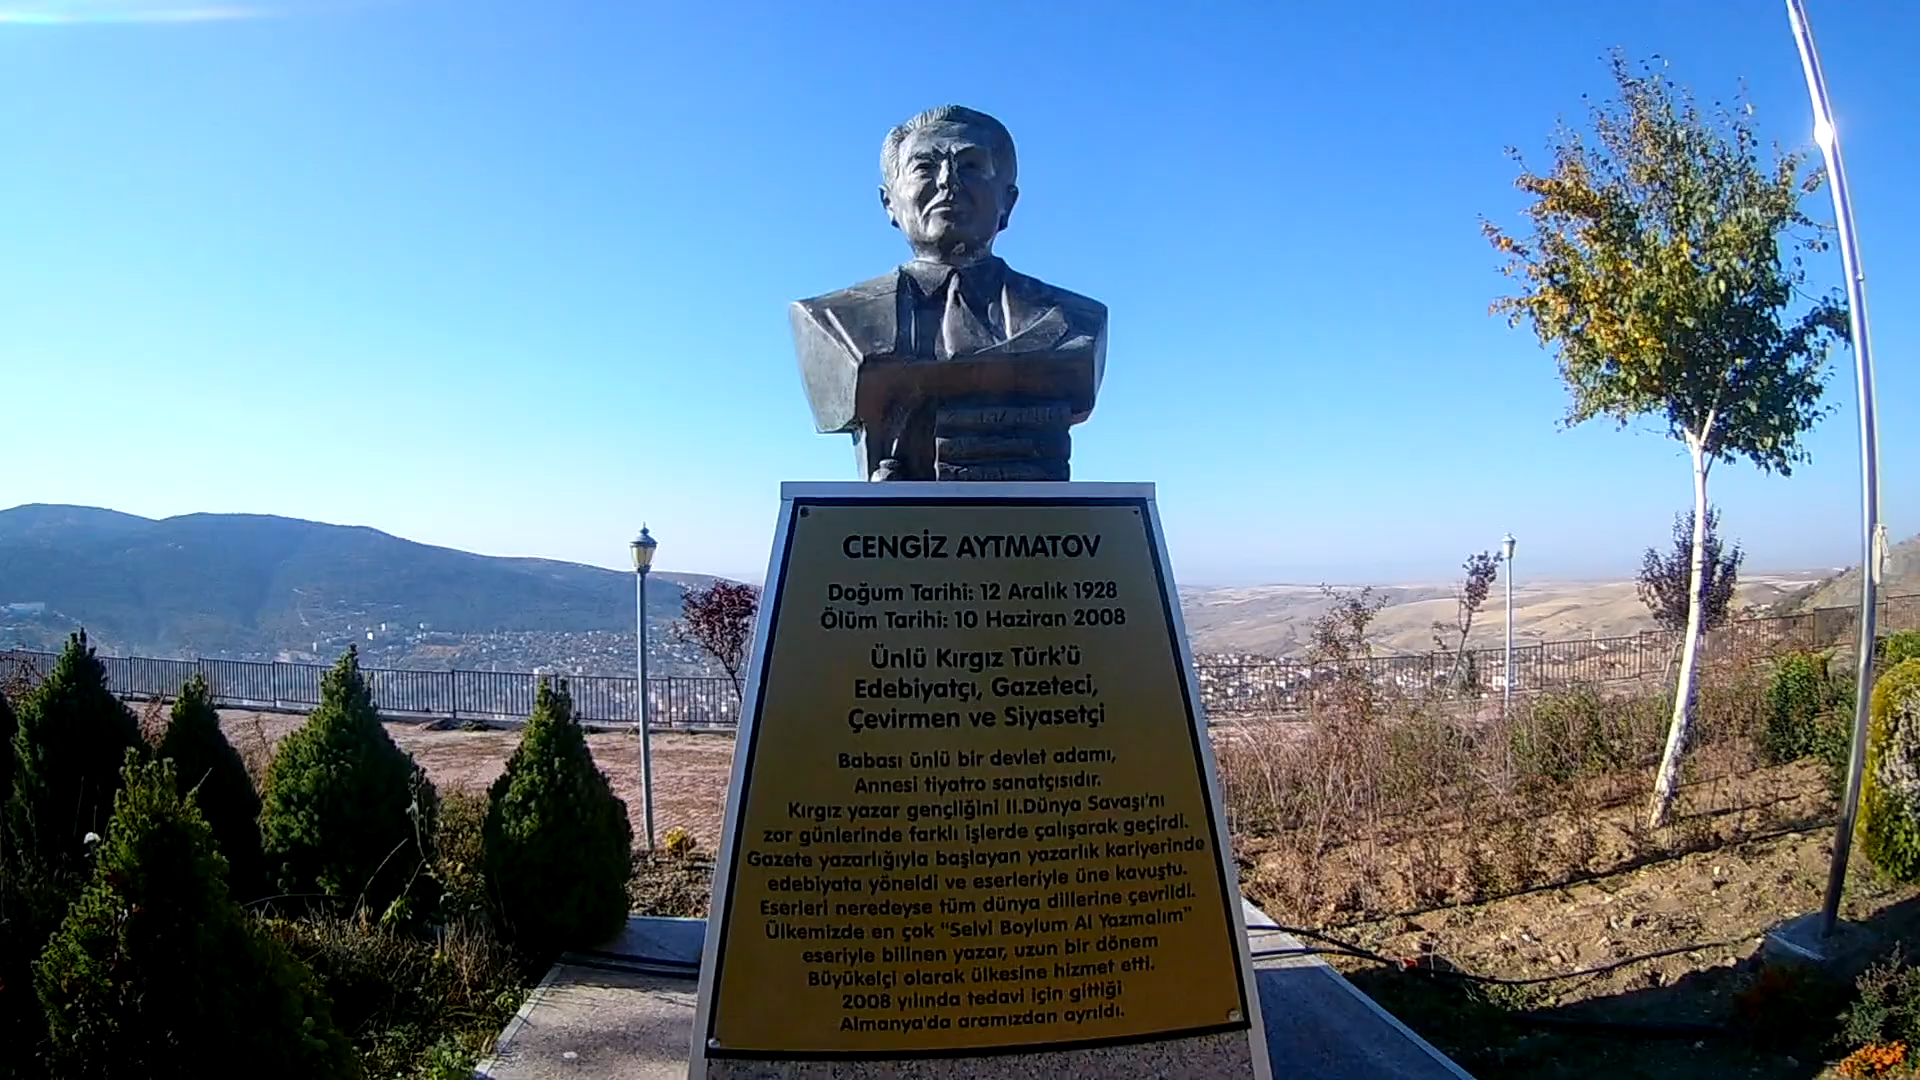 CENGİZ AYTMATOV
Doğum Tarihi: 12 Aralık 1928
Ölüm Tarihi: 10 Haziran 2008
Ünlü Kırgız Türk'ü
Edebiyatçı, Gazeteci,
Çevirmen ve Siyasetçi
Babası ünlü bir devlet adamı,
Annesi tiyatro sanatçısıdır.
Kırgız yazar gençliğini II.Dünya Savaşı'nı
zor günlerinde farklı işlerde çalışarak geçirdi.
Gazete yazarlığıyla başlayan yazarlık kariyerinde
edebiyata yöneldi ve eserleriyle üne kavuştu.
Eserleri neredeyse tüm dünya dillerine çevrildi.
Ülkemizde en çok "Selvi Boylum Al Yazmalım"
eseriyle bilinen yazar, uzun bir dönem
Büyükelçi olarak ülkesine hizmet etti.
2008 yılında tedavi için gittiği
Almanya'da aramızdan ayrıldı.